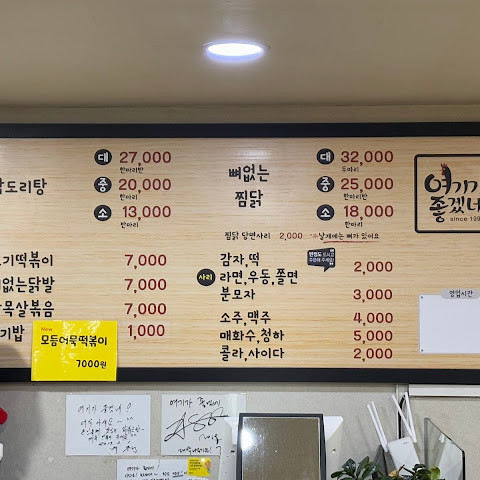 도리탕
대 27,000
한마리반
중 20,000
한마리
소 13,000
반마리
뼈없는
찜닭
대 32,000
두마리
중 25,000
한마리반
소 18,000
한마리
찜닭 당면사리 2,000 *날개에는 뼈가 있어요
기떡볶이 7,000
없는닭발 7,000
목살볶음 7,000
기밥 1,000
New
모듬어묵떡볶이
7000원
사리
감자,떡
라면,우동,쫄면 2,000
분모자 3,000
소주,맥주 4,000
매화수,청하 5,000
콜라,사이다 2,000
여기가
좋겠네
since 199
영업시간
여기가 좋겠네